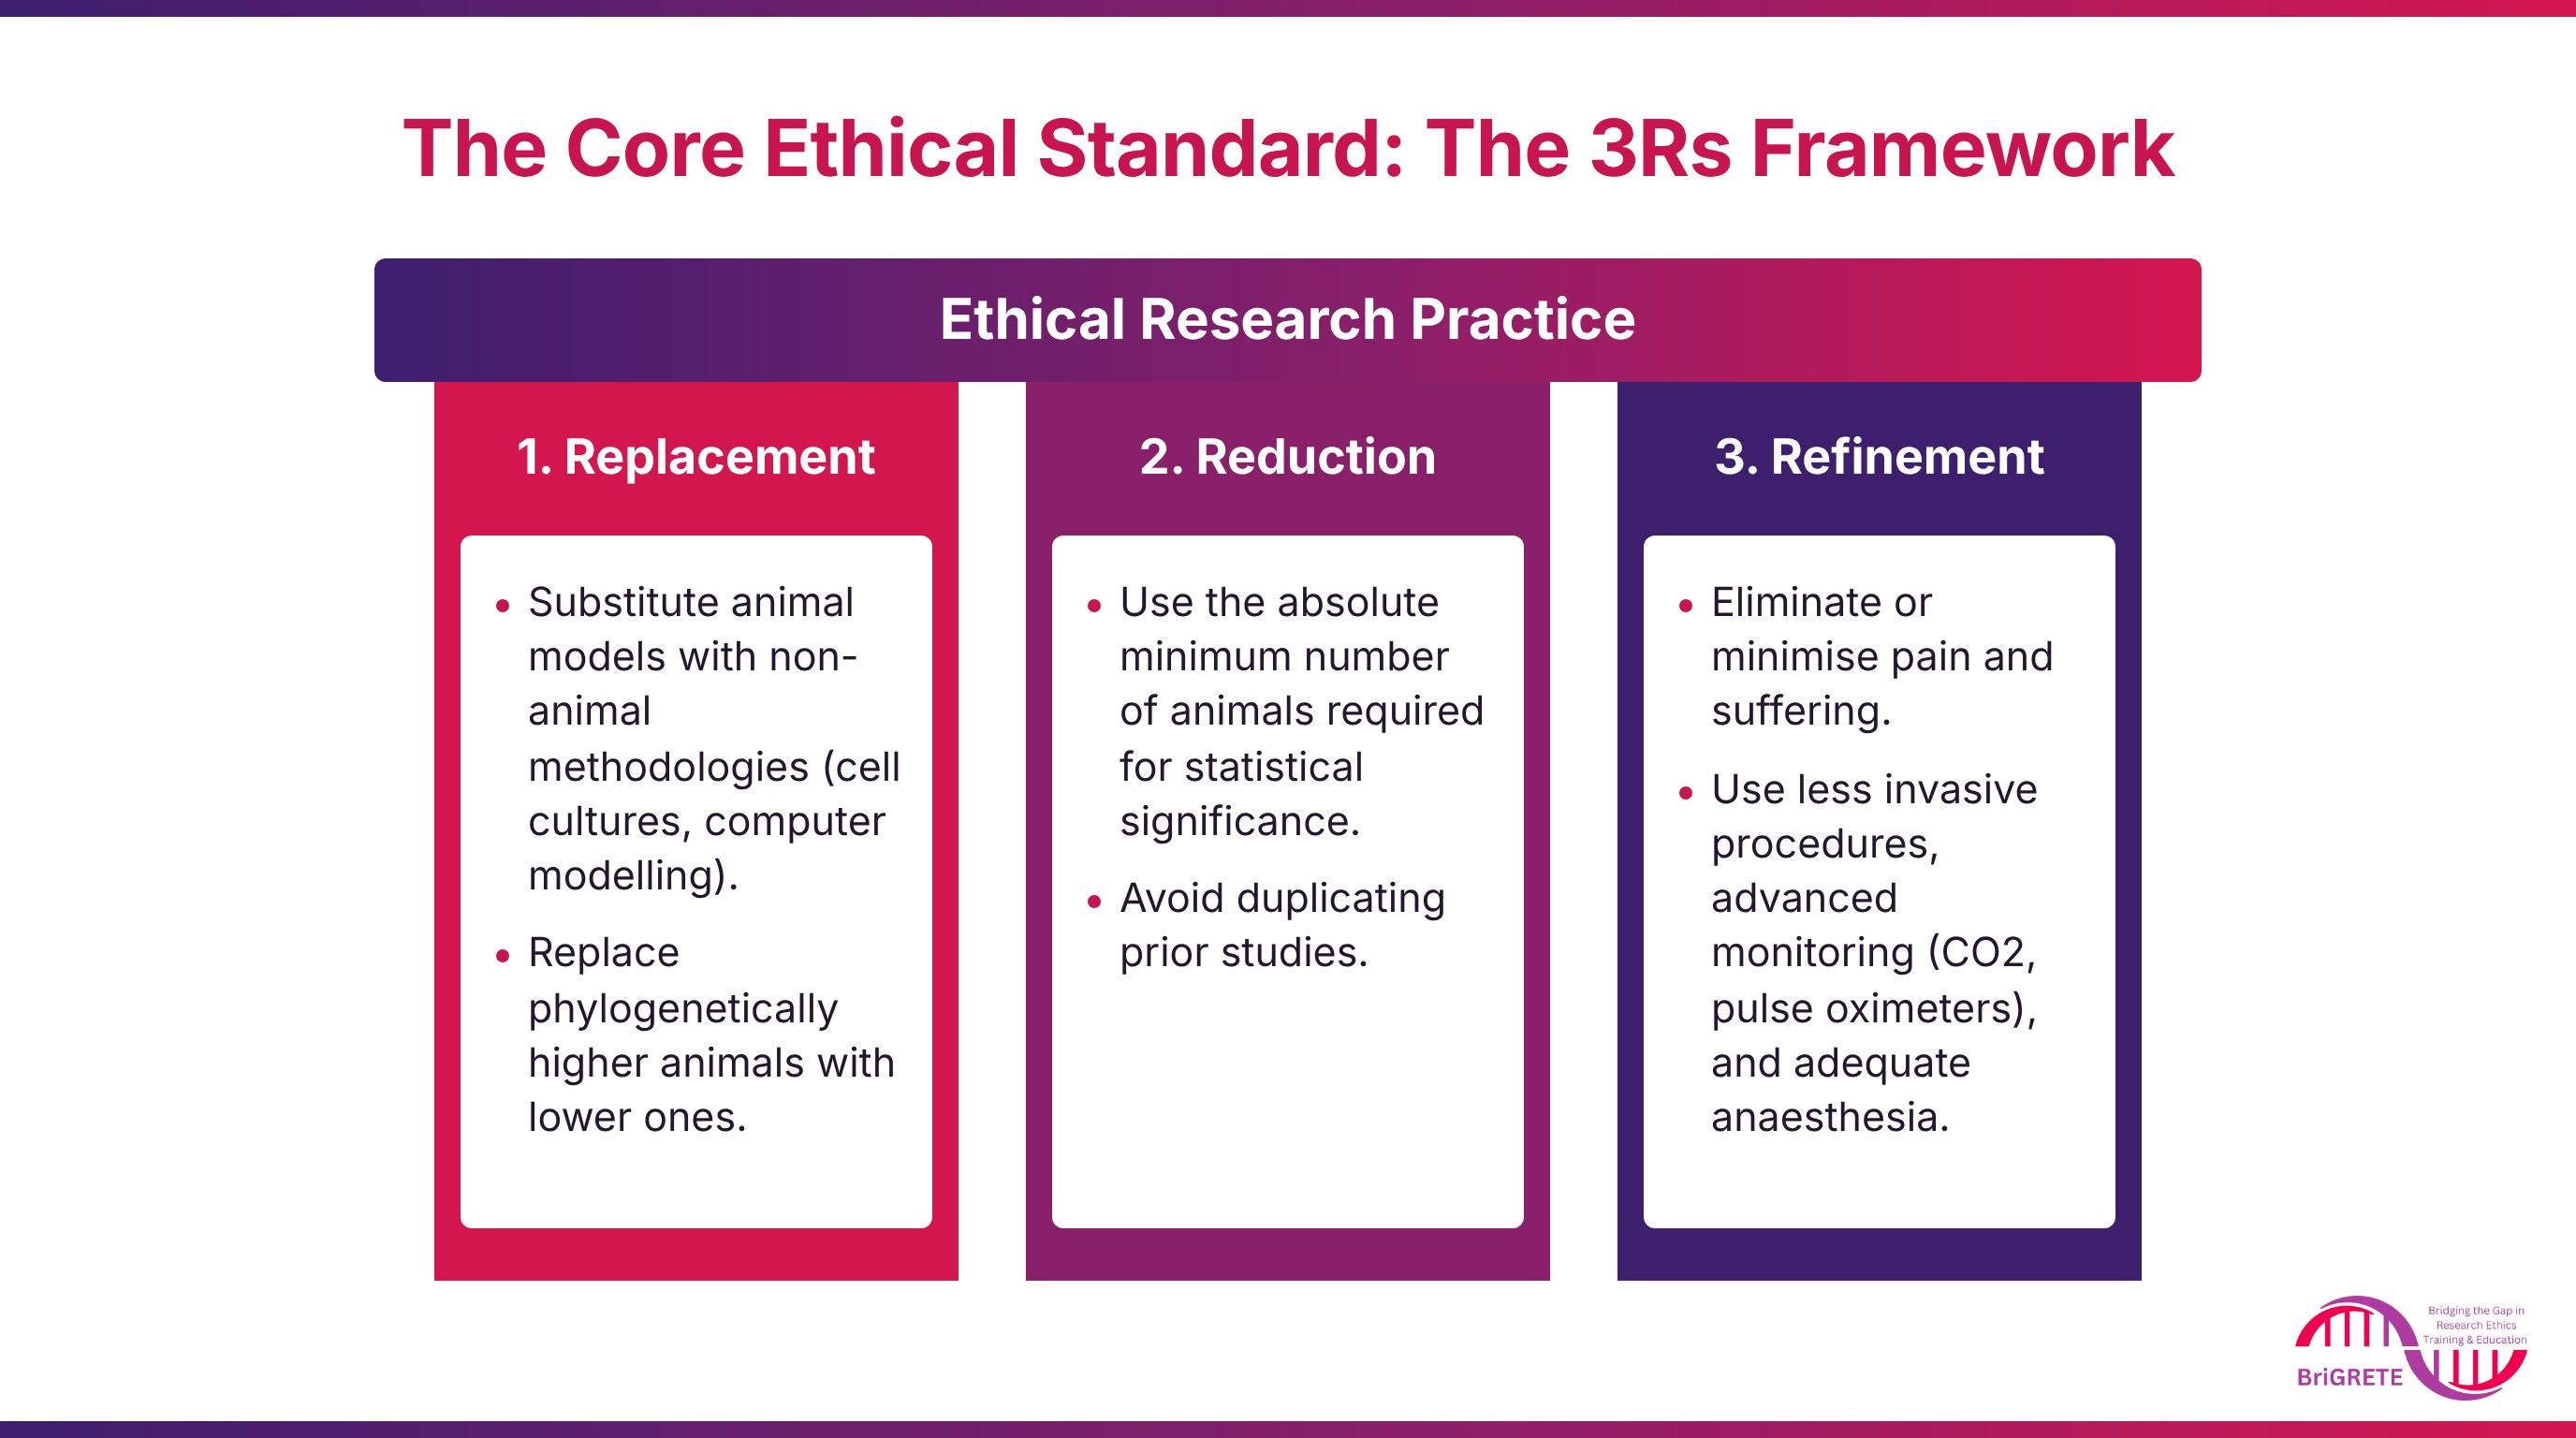 The Core Ethical Standard: The 3Rs Framework
Ethical Research Practice
1. Replacement
• Substitute animal
models with non-
animal
methodologies (cell
cultures, computer
modelling).
• Replace
phylogenetically
higher animals with
lower ones.
2. Reduction
• Use the absolute
minimum number
of animals required
for statistical
significance.
• Avoid duplicating
prior studies.
3. Refinement
• Eliminate or
minimise pain and
suffering.
• Use less invasive
procedures,
advanced
monitoring (CO2,
pulse oximeters),
and adequate
anaesthesia.
Bridging the Gap in
Research Ethics
Training & Education
BriGRETE